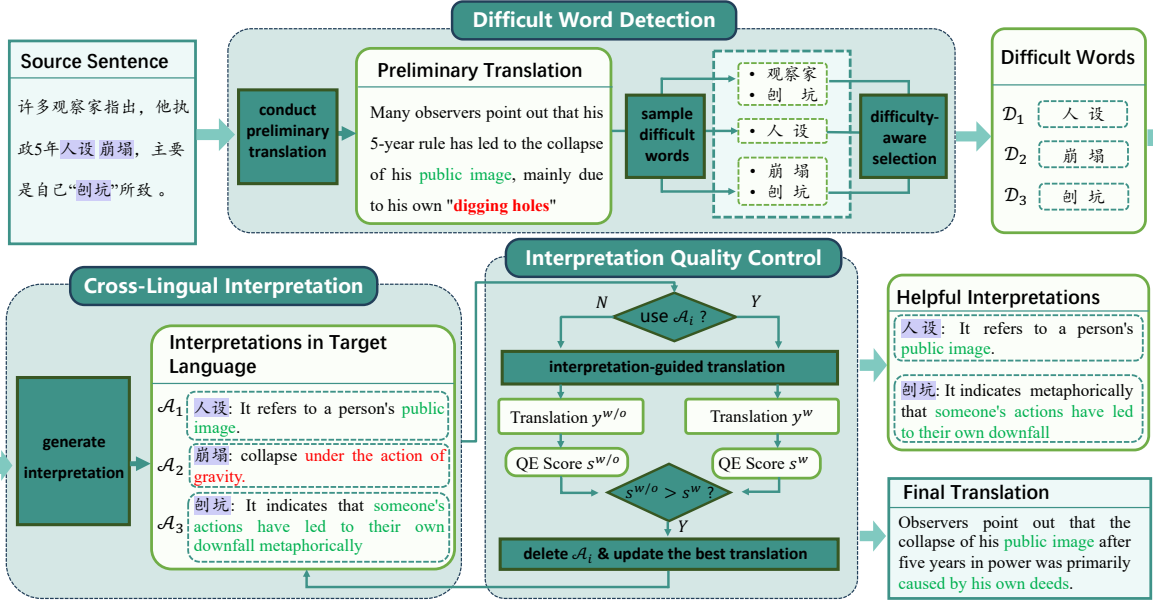 Difficult Word Detection
Source Sentence
许多观察家指出，他执
政5年人设 崩塌，主要
是自己“刨坑”所致 。
conduct
preliminary
translation
Preliminary Translation
Many observers point out that his
5-year rule has led to the collapse
of his public image, mainly due
to his own "digging holes"
sample
difficult
words
• 观察家
• 刨 坑
• 人 设
• 崩 塌
• 刨 坑
difficulty-
aware
selection
Difficult Words
𝒟1 人 设
𝒟2 崩 塌
𝒟3 刨 坑
Cross-Lingual Interpretation
generate
interpretation
Interpretations in Target
Language
𝒜1 人设: It refers to a person's public
image.
𝒜2 崩塌: collapse under the action of
gravity.
𝒜3 刨坑: It indicates that someone's
actions have led to their own
downfall metaphorically
Interpretation Quality Control
N
Y
use 𝒜i ?
interpretation-guided translation
Translation y^w/o
Translation y^w
QE Score s^w/o
QE Score s^w
s^w/o > s^w ?
Y
delete 𝒜i & update the best translation
Helpful Interpretations
人设: It refers to a person's
public image.
刨坑: It indicates metaphorically
that someone's actions have led
to their own downfall
Final Translation
Observers point out that the
collapse of his public image after
five years in power was primarily
caused by his own deeds.